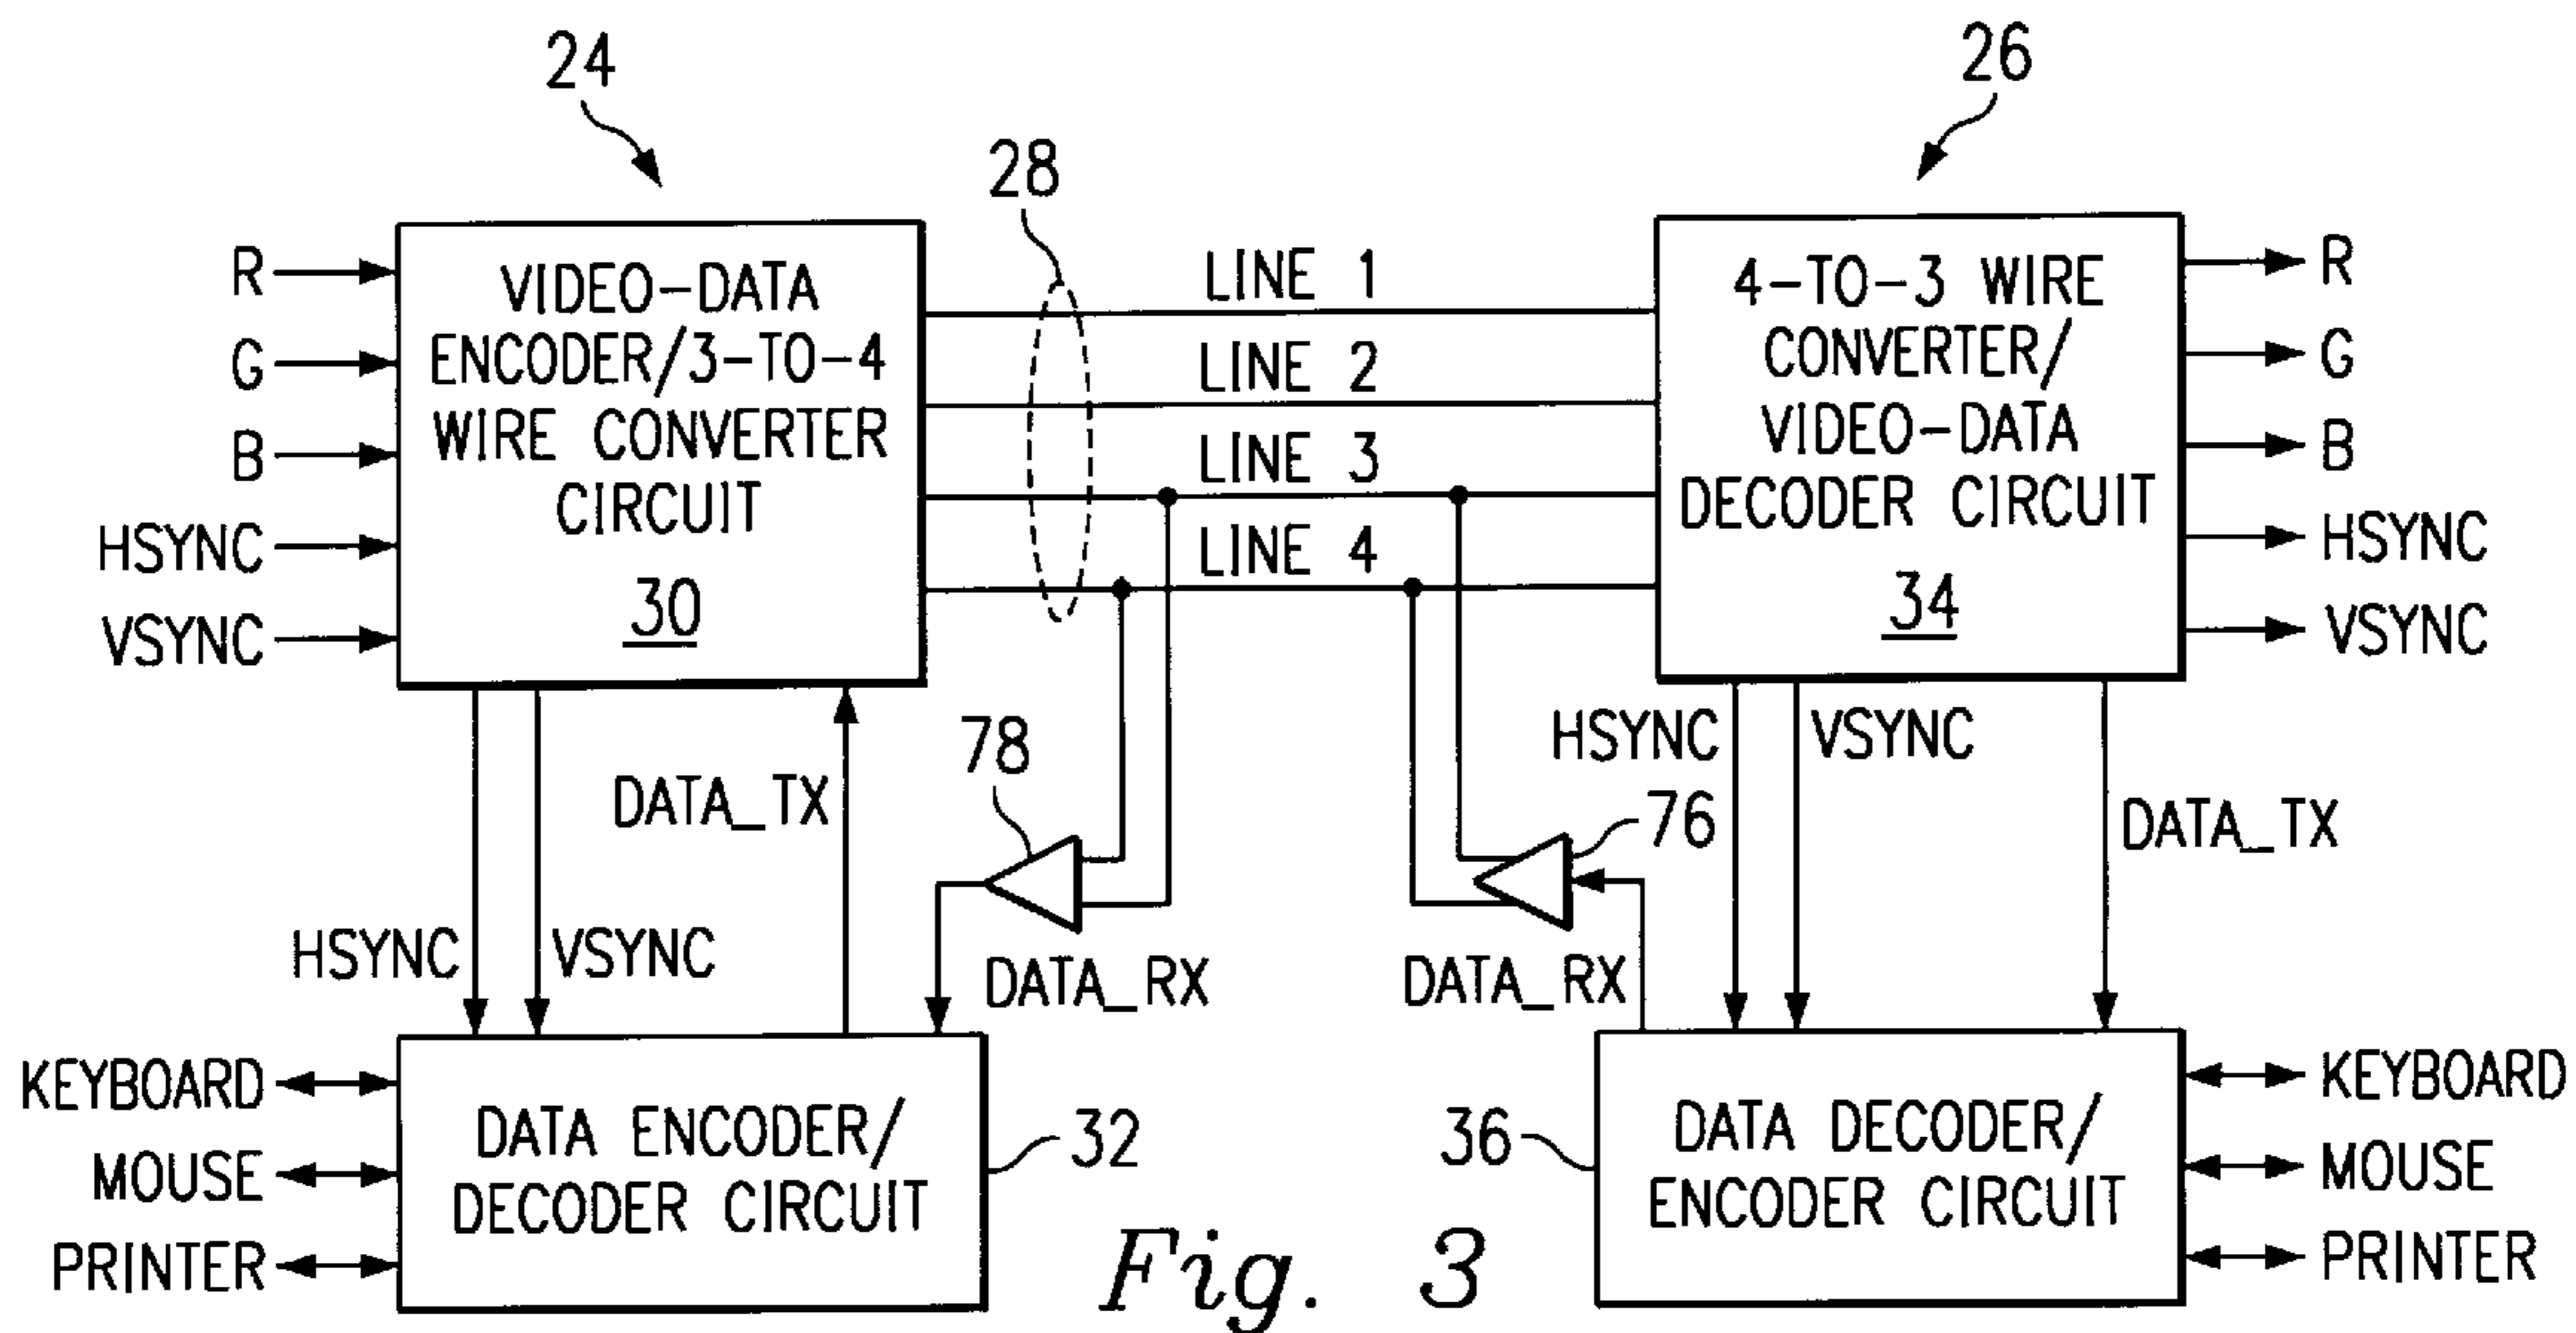 24
26
28
R
G
B
HSYNC
VSYNC
VIDEO-DATA
ENCODER/3-TO-4
WIRE CONVERTER
CIRCUIT
30
LINE 1
LINE 2
LINE 3
LINE 4
4-TO-3 WIRE
CONVERTER/
VIDEO-DATA
DECODER CIRCUIT
34
R
G
B
HSYNC
VSYNC
HSYNC
VSYNC
DATA_TX
78
DATA_RX
76
DATA_RX
HSYNC
VSYNC
DATA_TX
KEYBOARD
MOUSE
PRINTER
DATA ENCODER/
DECODER CIRCUIT
32
36
DATA DECODER/
ENCODER CIRCUIT
KEYBOARD
MOUSE
PRINTER
Fig. 3